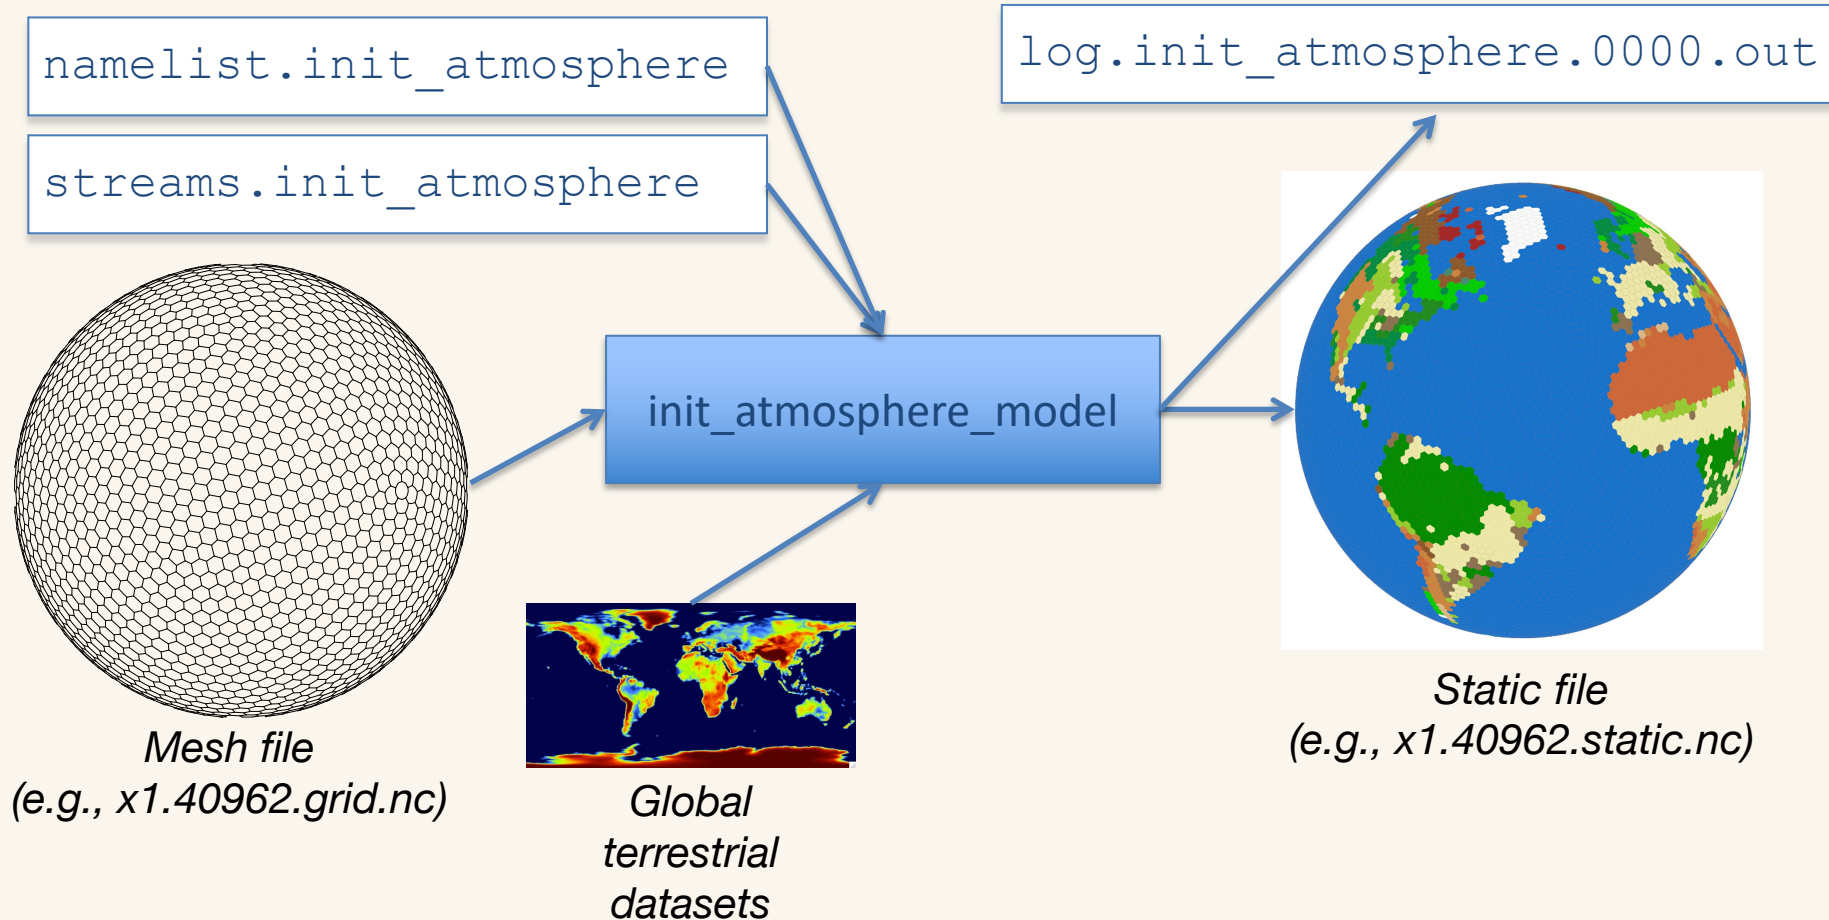 namelist.init_atmosphere
streams.init_atmosphere
log.init_atmosphere.0000.out
init_atmosphere_model
Mesh file
(e.g., x1.40962.grid.nc)
Global
terrestrial
datasets
Static file
(e.g., x1.40962.static.nc)